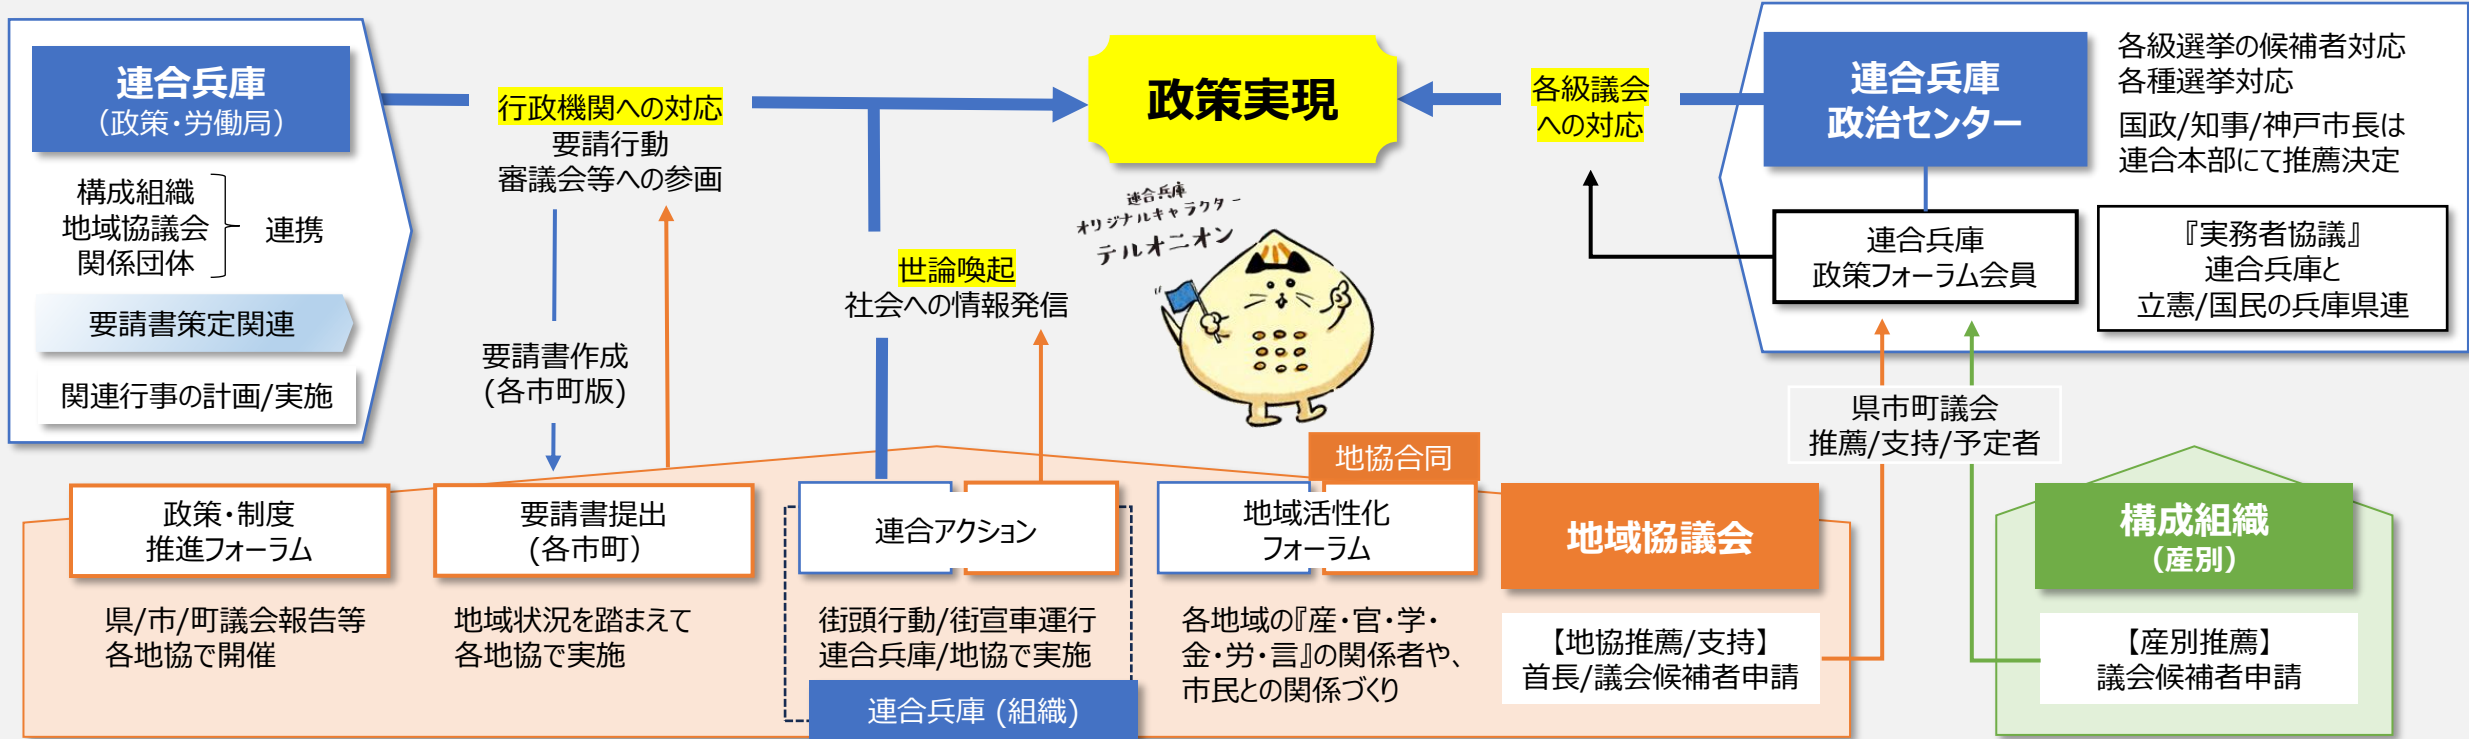 連合兵庫
（政策・労働局）
構成組織
地域協議会
関係団体
連携
要請書策定関連
関連行事の計画/実施
行政機関への対応
要請行動
審議会等への参画
要請書作成
(各市町版)
世論喚起
社会への情報発信
政策実現
連合兵庫
オリジナルキャラクター
テルオニオン
各級議会
への対応
連合兵庫
政治センター
各級選挙の候補者対応
各種選挙対応
国政/知事/神戸市長は
連合本部にて推薦決定
連合兵庫
政策フォーラム会員
『実務者協議』
連合兵庫と
立憲/国民の兵庫県連
県市町議会
推薦/支持/予定者
地協合同
政策・制度
推進フォーラム
県/市/町議会報告等
各地協で開催
要請書提出
(各市町）
地域状況を踏まえて
各地協で実施
連合アクション
街頭行動/街宣車運行
連合兵庫/地協で実施
連合兵庫 (組織)
地域活性化
フォーラム
各地域の『産・官・学・
金・労・言』の関係者や、
市民との関係づくり
地域協議会
【地協推薦/支持】
首長/議会候補者申請
構成組織
（産別）
【産別推薦】
議会候補者申請